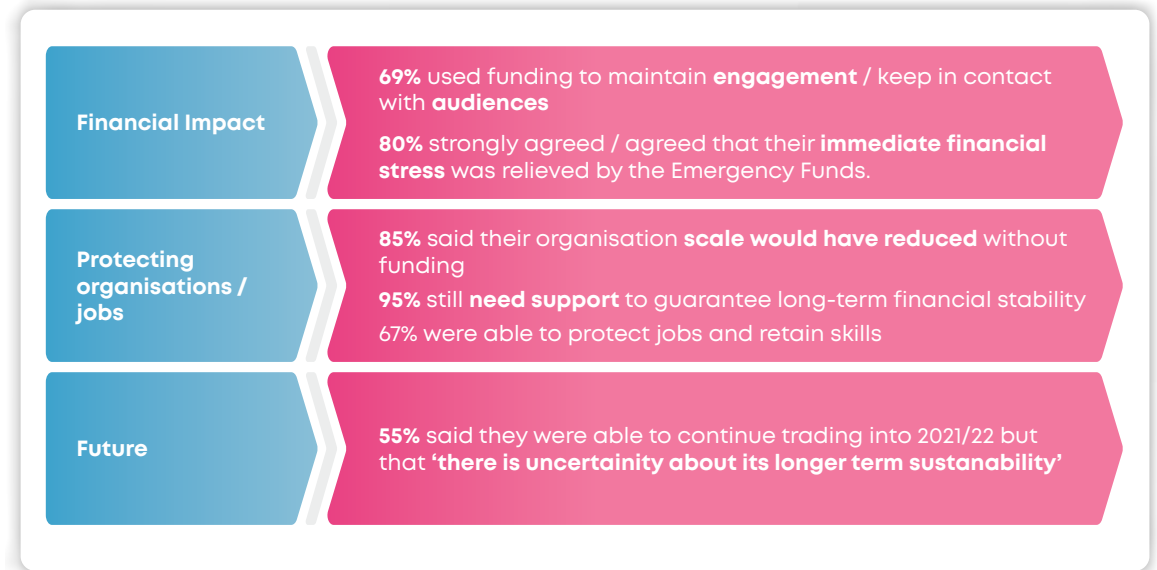 Financial Impact
69% used funding to maintain engagement / keep in contact
with audiences
80% strongly agreed / agreed that their immediate financial
stress was relieved by the Emergency Funds.
Protecting
organisations /
jobs
85% said their organisation scale would have reduced without
funding
95% still need support to guarantee long-term financial stability
67% were able to protect jobs and retain skills
Future
55% said they were able to continue trading into 2021/22 but
that ‘there is uncertainity about its longer term sustanability’